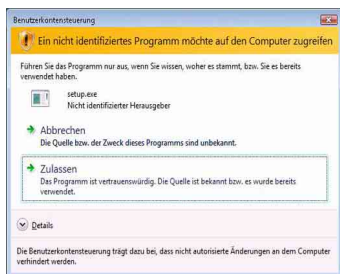 Benutzerkontensteuerung
Ein nicht identifiziertes Programm möchte auf den Computer zugreifen
Führen Sie das Programm nur aus, wenn Sie wissen, woher es stammt, bzw. Sie es bereits
verwendet haben.
setup.exe
Nicht identifizierter Herausgeber
Abbrechen
Die Quelle bzw. der Zweck dieses Programms sind unbekannt.
Zulassen
Das Programm ist vertrauenswürdig. Die Quelle ist bekannt bzw. es wurde bereits
verwendet.
Details
Die Benutzerkontensteuerung trägt dazu bei, dass nicht autorisierte Änderungen an dem Computer
verhindert werden.